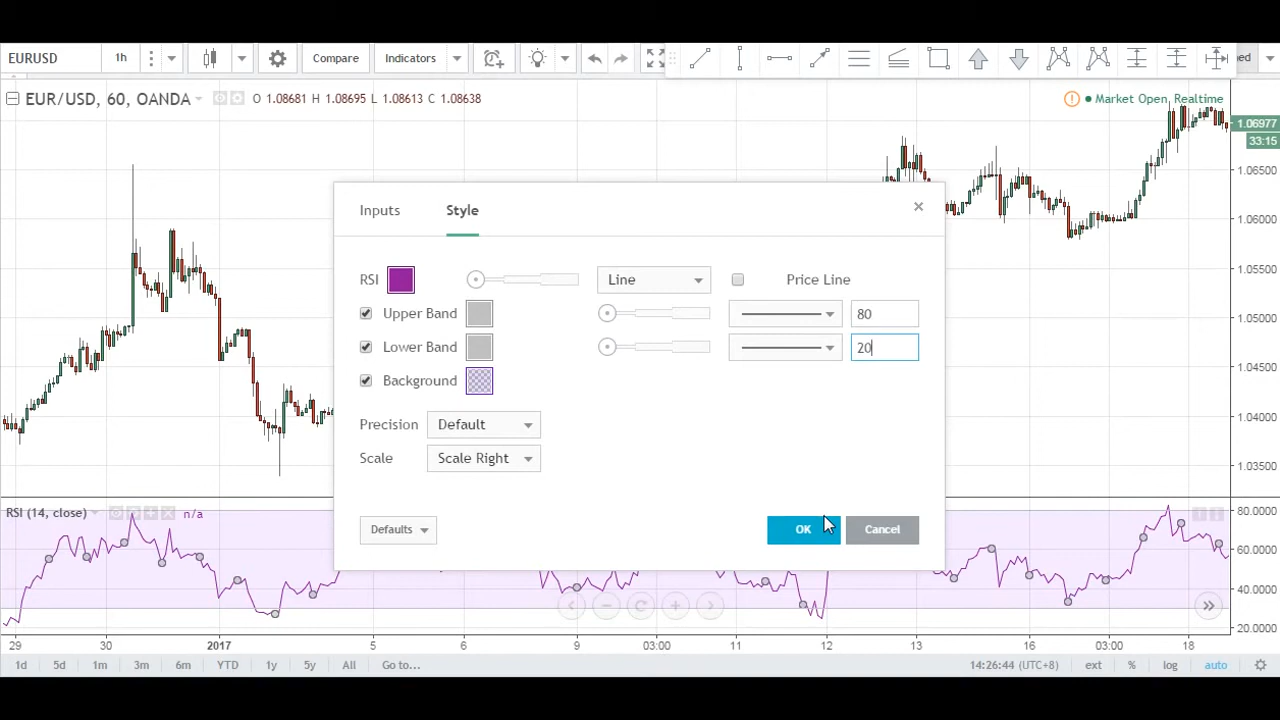 EURUSD 1h Compare Indicators ed
EUR/USD, 60, OANDA O 1.08681 H 1.08695 L 1.08613 C 1.08638 Market Open, Realtime
1.06977
33:15
1.06500
1.06000
1.05500
1.05000
1.04500
1.04000
1.03500
Inputs Style ×
RSI Line Price Line
Upper Band 80
Lower Band 20
Background
Precision Default
Scale Scale Right
Defaults OK Cancel
RSI (14, close) n/a
80.0000
60.0000
40.0000
20.0000
29 30 2017 5 6 9 03:00 11 12 13 16 03:00 18
1d 5d 1m 3m 6m YTD 1y 5y All Go to... 14:26:44 (UTC+8) ext % log auto